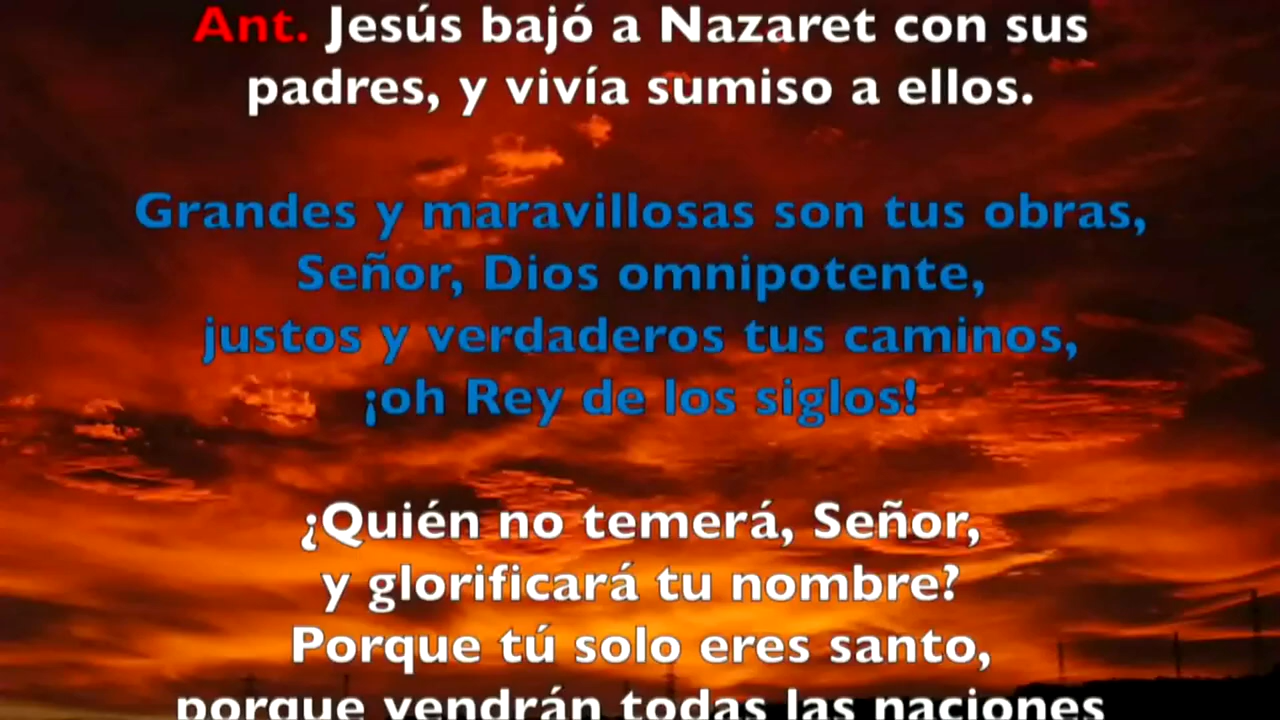 Ant. Jesús bajó a Nazaret con sus
padres, y vivía sumiso a ellos.
Grandes y maravillosas son tus obras,
Señor, Dios omnipotente,
justos y verdaderos tus caminos,
¡oh Rey de los siglos!
¿Quién no temerá, Señor,
y glorificará tu nombre?
Porque tú solo eres santo,
porque vendrán todas las naciones